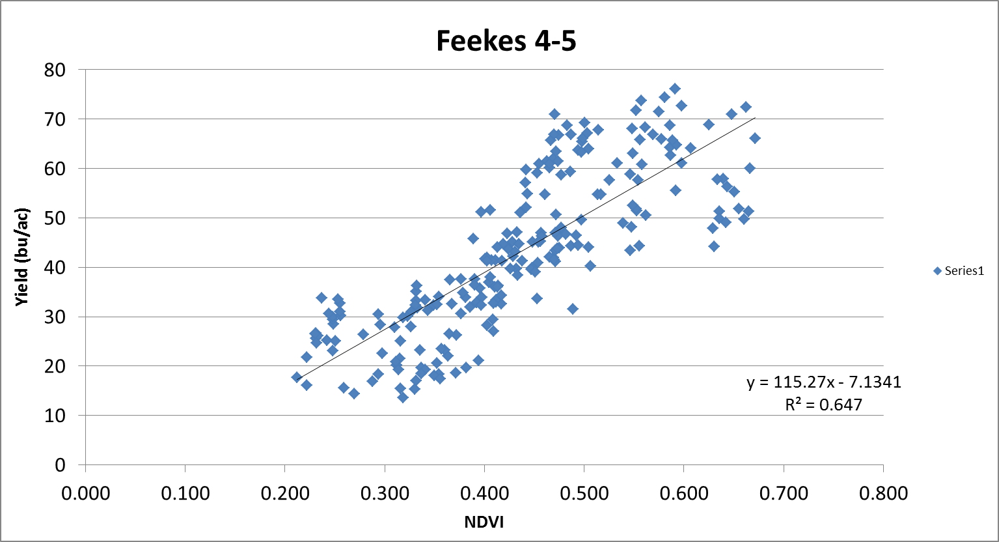 Feekes 4-5
80
70
60
50
40
30
20
10
0
Yield (bu/ac)
Series1
y = 115.27x - 7.1341
R² = 0.647
0.000 0.100 0.200 0.300 0.400 0.500 0.600 0.700 0.800
NDVI